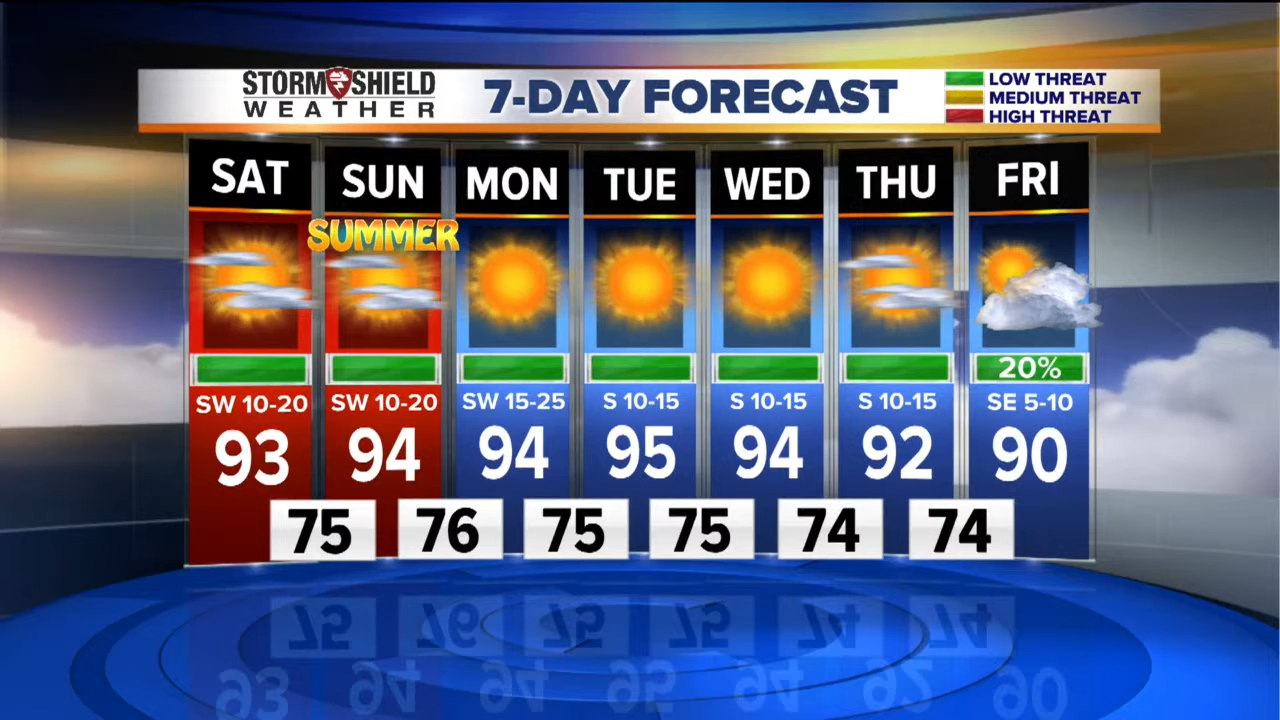 STORM SHIELD
WEATHER
7-DAY FORECAST
LOW THREAT
MEDIUM THREAT
HIGH THREAT
SAT SUN MON TUE WED THU FRI
SUMMER
20%
SW 10-20 SW 10-20 SW 15-25 S 10-15 S 10-15 S 10-15 SE 5-10
93 94 94 95 94 92 90
75 76 75 75 74 74